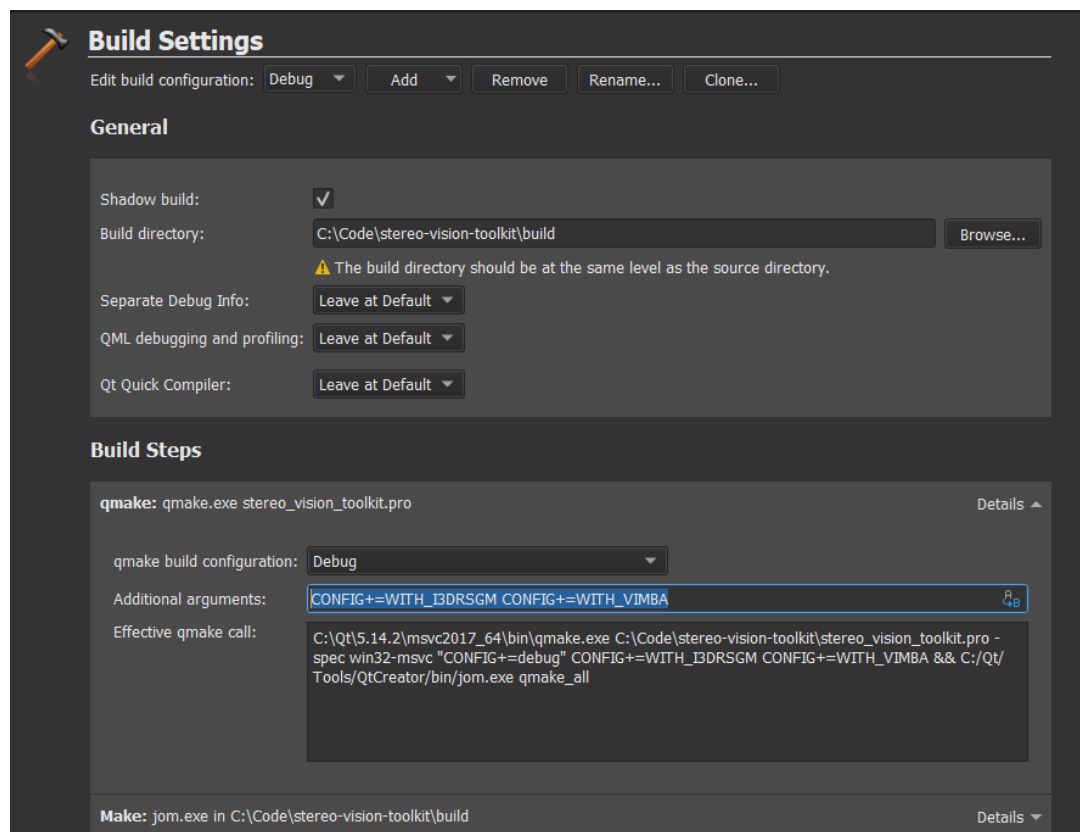 Build Settings
Edit build configuration: Debug Add Remove Rename... Clone...
General
Shadow build:
Build directory: C:\Code\stereo-vision-toolkit\build Browse...
The build directory should be at the same level as the source directory.
Separate Debug Info: Leave at Default
QML debugging and profiling: Leave at Default
Qt Quick Compiler: Leave at Default
Build Steps
qmake: qmake.exe stereo_vision_toolkit.pro Details
qmake build configuration: Debug
Additional arguments: CONFIG+=WITH_I3DRSGM CONFIG+=WITH_VIMBA
Effective qmake call: C:\Qt\5.14.2\msvc2017_64\bin\qmake.exe C:\Code\stereo-vision-toolkit\stereo_vision_toolkit.pro -
spec win32-msvc "CONFIG+=debug" CONFIG+=WITH_I3DRSGM CONFIG+=WITH_VIMBA && C:/Qt/
Tools/QtCreator/bin/jom.exe qmake_all
Make: jom.exe in C:\Code\stereo-vision-toolkit\build Details